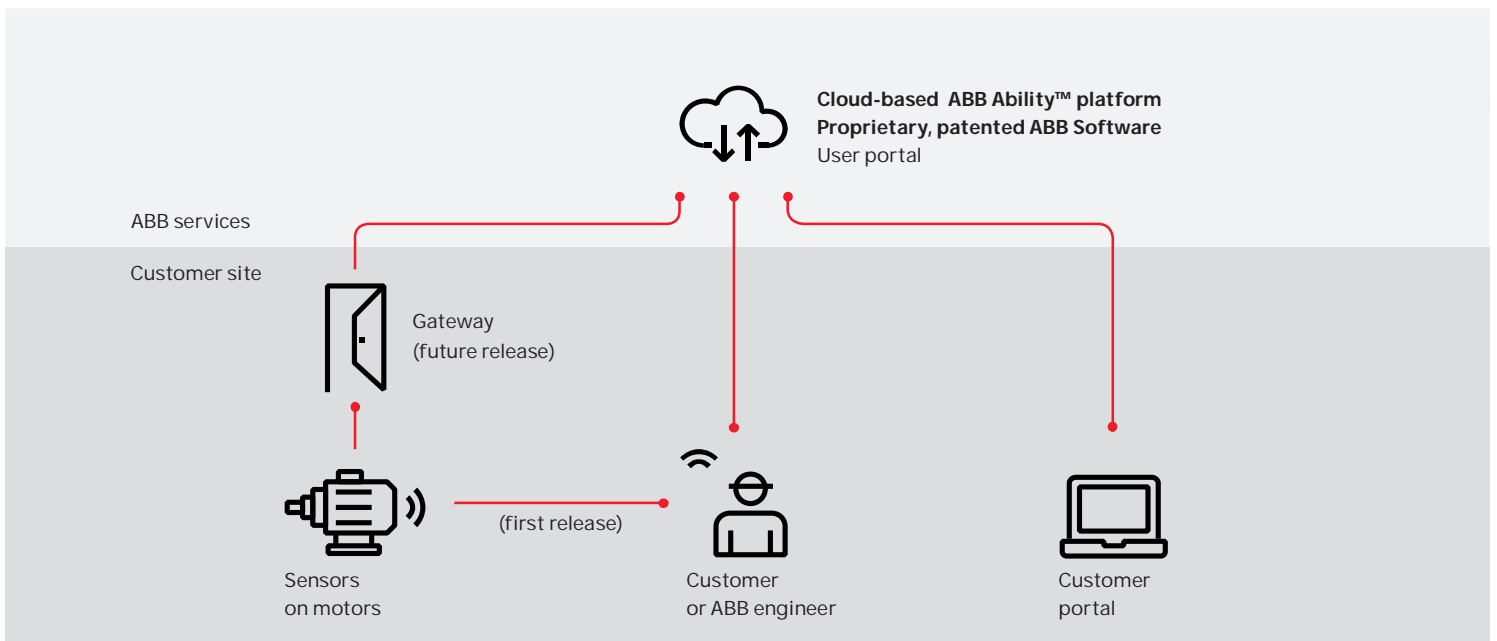 Cloud-based ABB Ability™ platform
Proprietary, patented ABB Software
User portal
ABB services
Customer site
Gateway
(future release)
(first release)
Sensors
on motors
Customer
or ABB engineer
Customer
portal